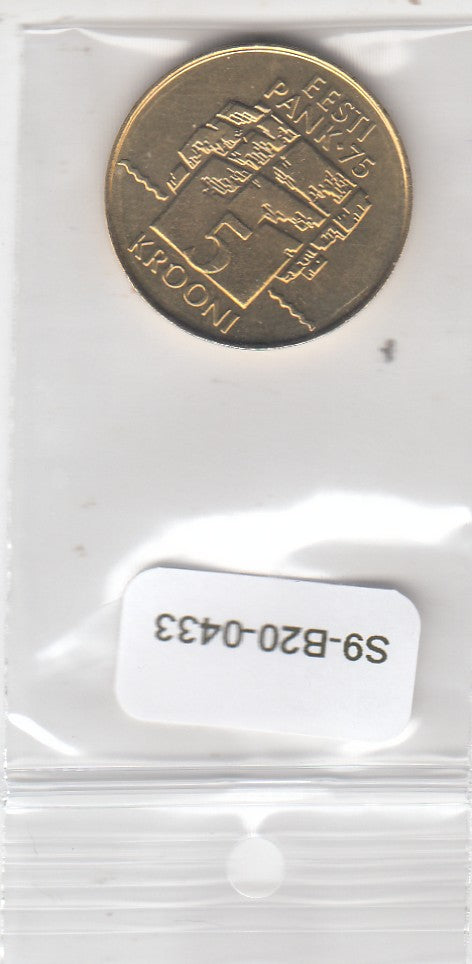 EESTI
PANK·75
5
KROONI
S9-B20-0433